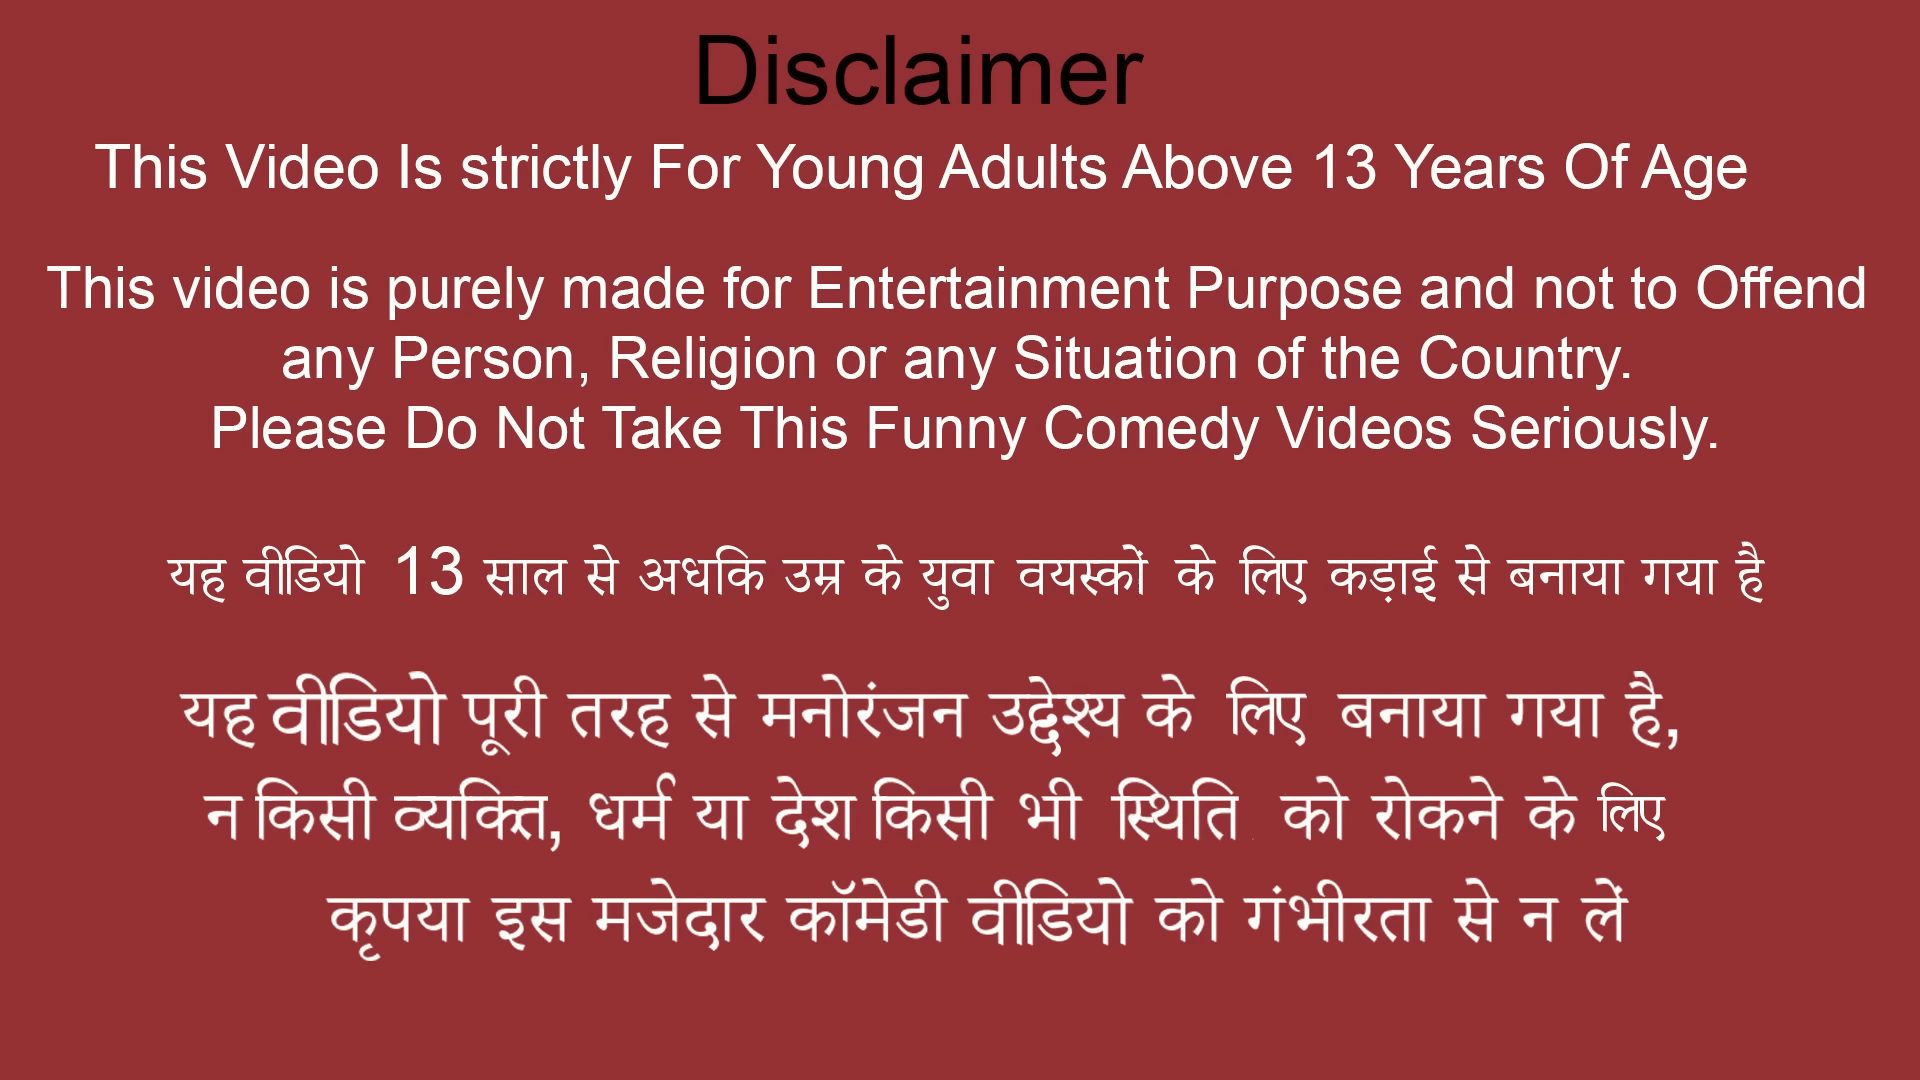 Disclaimer
This Video Is strictly For Young Adults Above 13 Years Of Age
This video is purely made for Entertainment Purpose and not to Offend
any Person, Religion or any Situation of the Country.
Please Do Not Take This Funny Comedy Videos Seriously.
यह वीडियो 13 साल से अधकि उम्र के युवा वयस्कों के लिए कड़ाई से बनाया गया है
यह वीडियो पूरी तरह से मनोरंजन उद्देश्य के लिए बनाया गया है,
न किसी व्यक्ति, धर्म या देश किसी भी स्थिति को रोकने के लिए
कृपया इस मजेदार कॉमेडी वीडियो को गंभीरता से न लें